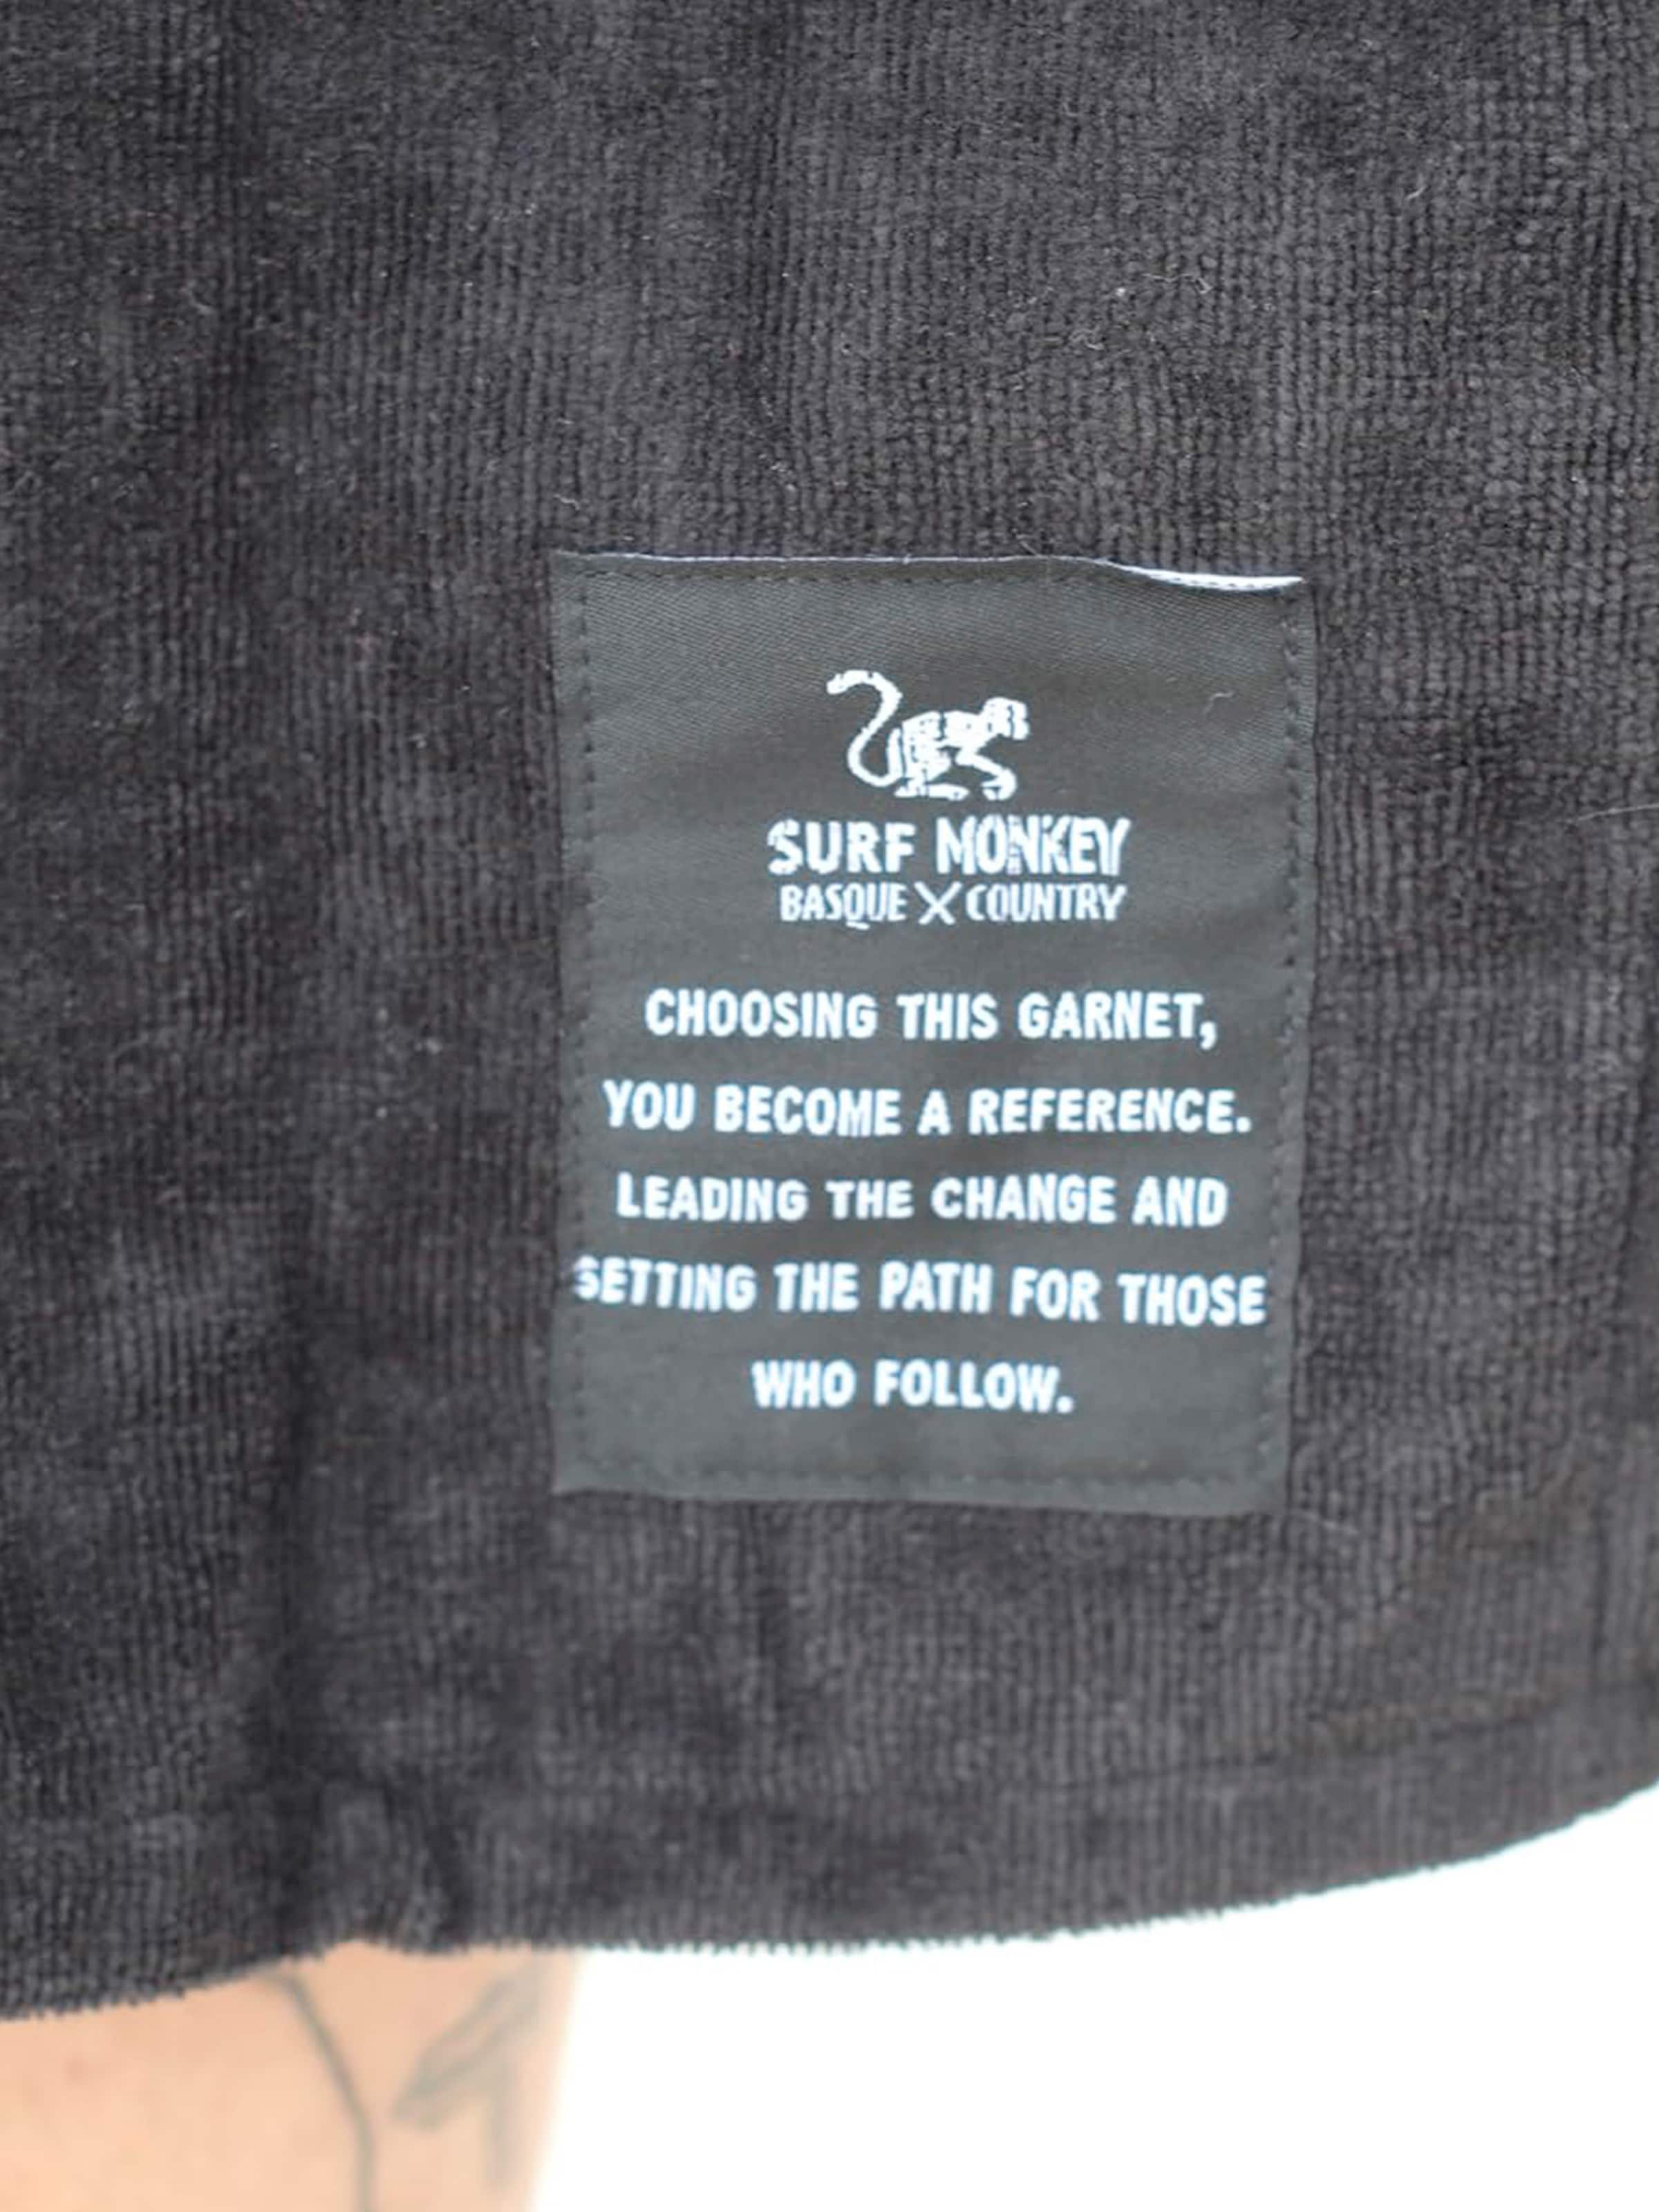 SURF MONKEY
BASQUE X COUNTRY
CHOOSING THIS GARNET,
YOU BECOME A REFERENCE.
LEADING THE CHANGE AND
SETTING THE PATH FOR THOSE
WHO FOLLOW.